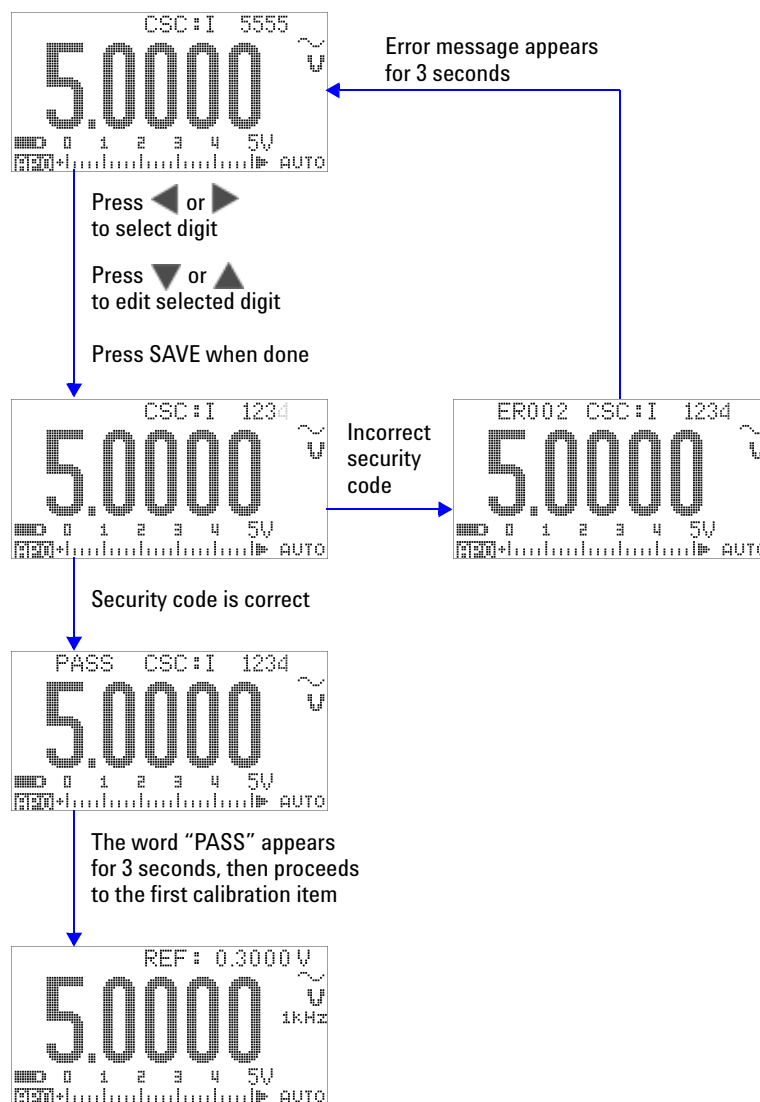 CSC:I 5555
5.0000
V
0 1 2 3 4 5V
APO AUTO
Error message appears
for 3 seconds
Press ◀ or ▶
to select digit
Press ▼ or ▲
to edit selected digit
Press SAVE when done
CSC:I 1234
5.0000
V
0 1 2 3 4 5V
APO AUTO
Incorrect
security
code
ER002 CSC:I 1234
5.0000
V
0 1 2 3 4 5V
APO AUTO
Security code is correct
PASS CSC:I 1234
5.0000
V
0 1 2 3 4 5V
APO AUTO
The word “PASS” appears
for 3 seconds, then proceeds
to the first calibration item
REF: 0.3000 V
5.0000
V
1kHz
0 1 2 3 4 5V
APO AUTO